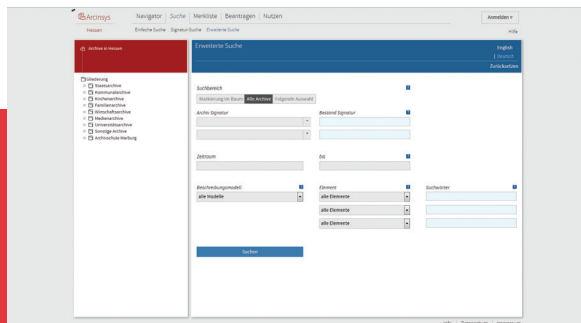 Arcinsys
Navigator Suche Merkliste Beantragen Nutzen
Anmelden
Hessen
Einfache Suche Signatur Suche Erweiterte Suche
Hilfe
Archive in Hessen
Erweiterte Suche
English
| Deutsch
Zurücksetzen
Gliederung
Staatsarchive
Kommunalarchive
Kirchenarchive
Familienarchive
Wirtschaftsarchive
Medienarchive
Universitätsarchive
Sonstige Archive
Archivschule Marburg
Suchbereich
Markierung im Baum Alle Archive Folgende Auswahl
Archiv Signatur
Bestand Signatur
Zeitraum
bis
Beschreibungsmodell
Element
Suchwörter
alle Modelle
alle Elemente
alle Elemente
alle Elemente
Suchen
Info | Datenschutz | Impressum